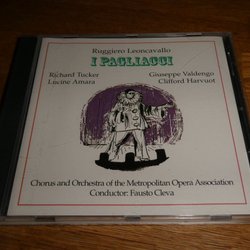 Ruggiero Leoncavallo
I PAGLIACCI
Richard Tucker Giuseppe Valdengo
Lucine Amara Clifford Harvuot
Chorus and Orchestra of the Metropolitan Opera Association
Conductor: Fausto Cleva